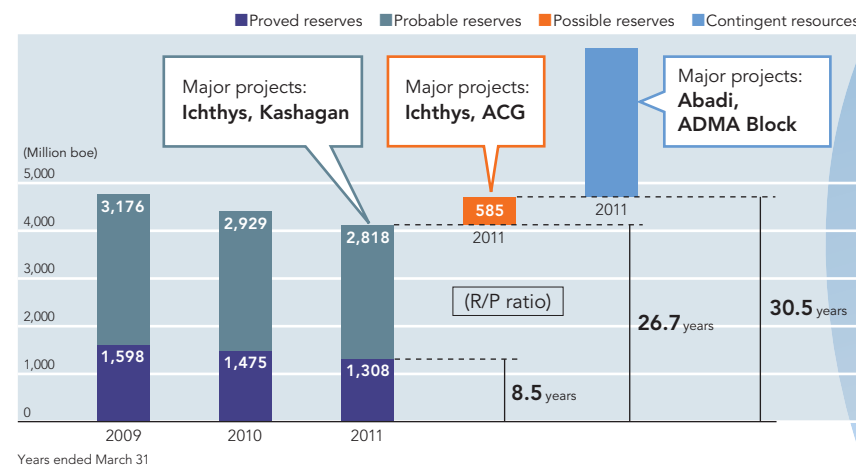 Proved reserves Probable reserves Possible reserves Contingent resources
Major projects:
Ichthys, Kashagan
Major projects:
Ichthys, ACG
Major projects:
Abadi,
ADMA Block
(Million boe)
5,000
4,000
3,000
2,000
1,000
0
3,176
1,598
2,929
1,475
2,818
1,308
585
2011
2011
(R/P ratio)
8.5 years
26.7 years
30.5 years
2009 2010 2011
Years ended March 31